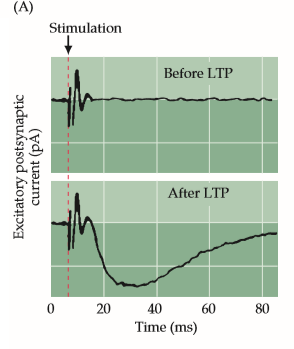 (A)
Stimulation
Before LTP
After LTP
Excitatory postsynaptic
current (pA)
0 20 40 60 80
Time (ms)